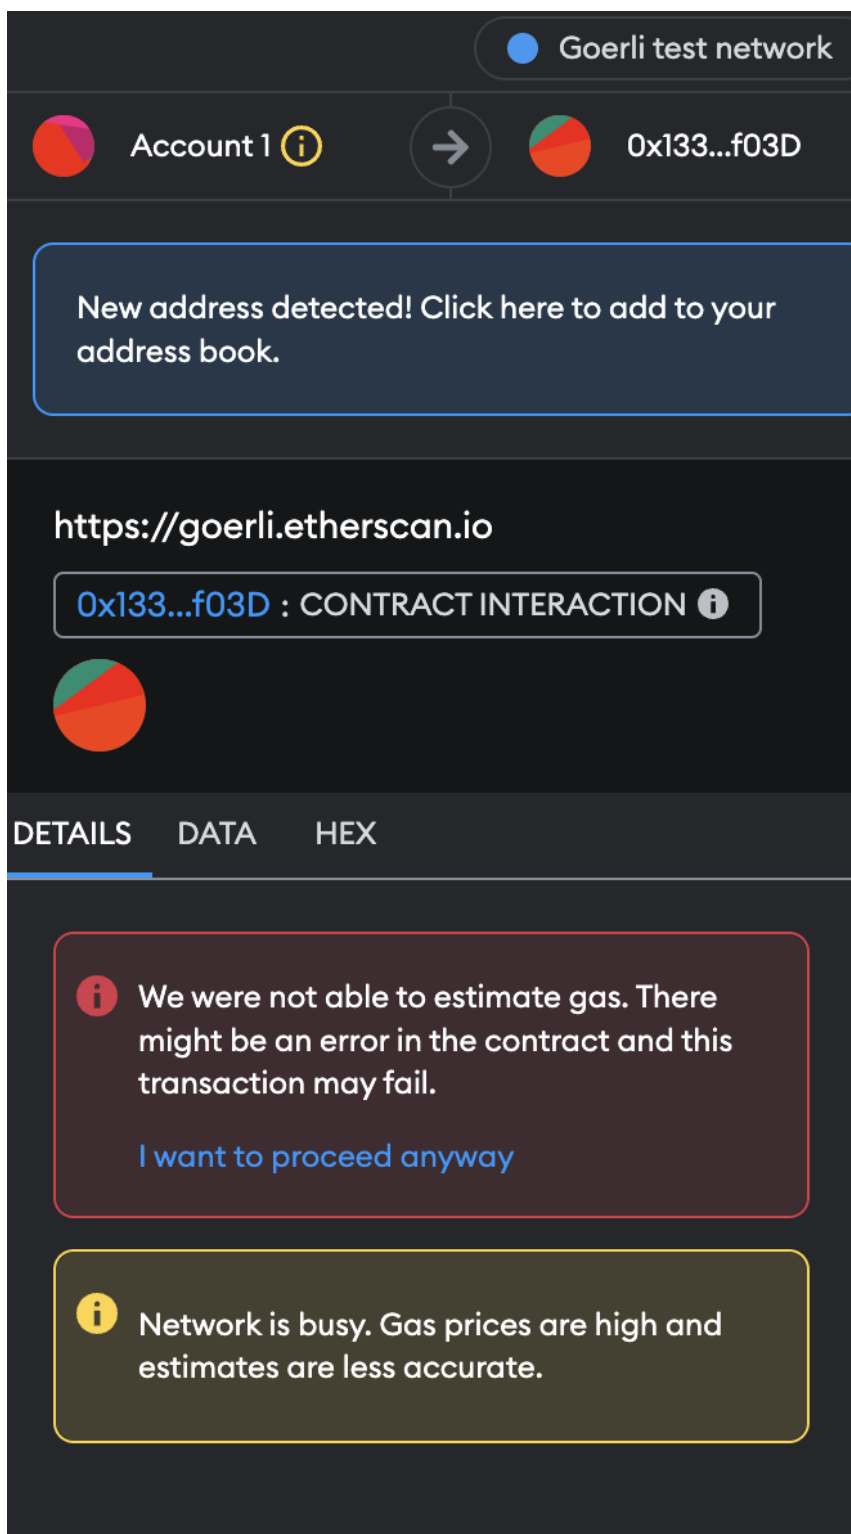 Goerli test network
Account 1
0x133...f03D
New address detected! Click here to add to your
address book.
https://goerli.etherscan.io
0x133...f03D : CONTRACT INTERACTION
DETAILS DATA HEX
We were not able to estimate gas. There
might be an error in the contract and this
transaction may fail.
I want to proceed anyway
Network is busy. Gas prices are high and
estimates are less accurate.